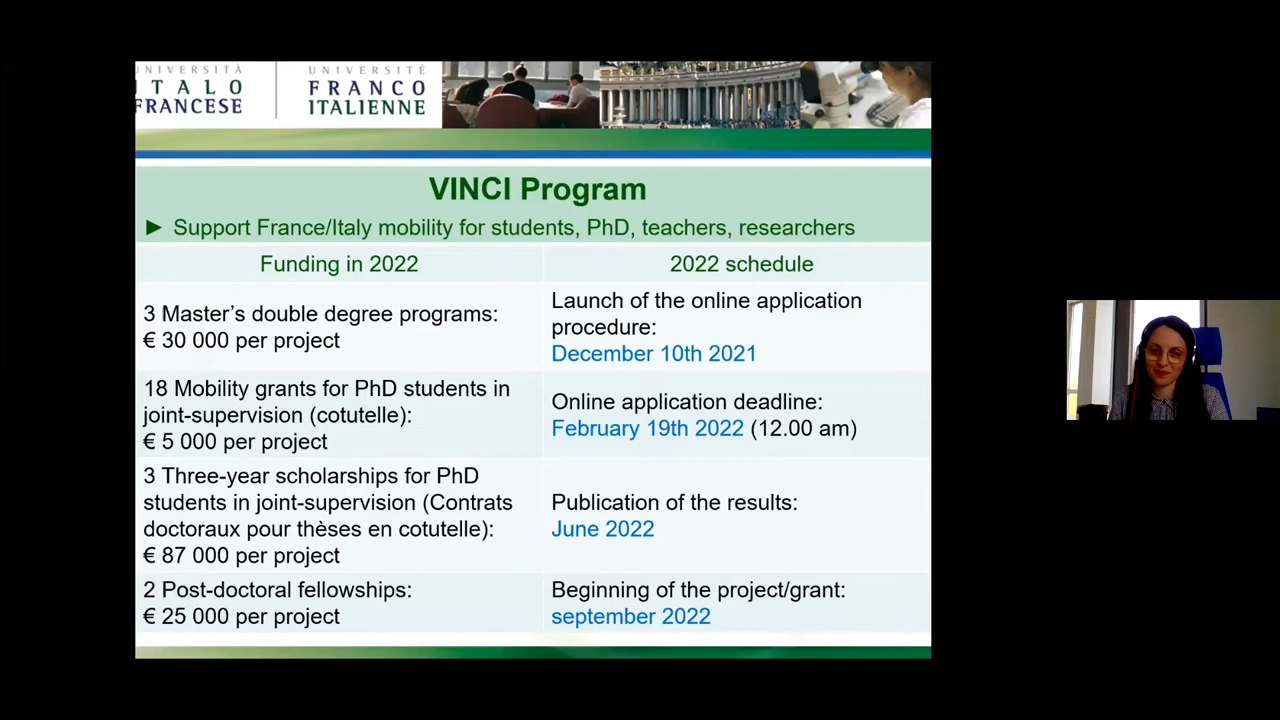 UNIVERSITÀ
ITALO
FRANCESE
UNIVERSITÉ
FRANCO
ITALIENNE
VINCI Program
► Support France/Italy mobility for students, PhD, teachers, researchers
Funding in 2022
2022 schedule
3 Master’s double degree programs:
€ 30 000 per project
Launch of the online application
procedure:
December 10th 2021
18 Mobility grants for PhD students in
joint-supervision (cotutelle):
€ 5 000 per project
Online application deadline:
February 19th 2022 (12.00 am)
3 Three-year scholarships for PhD
students in joint-supervision (Contrats
doctoraux pour thèses en cotutelle):
€ 87 000 per project
Publication of the results:
June 2022
2 Post-doctoral fellowships:
€ 25 000 per project
Beginning of the project/grant:
september 2022